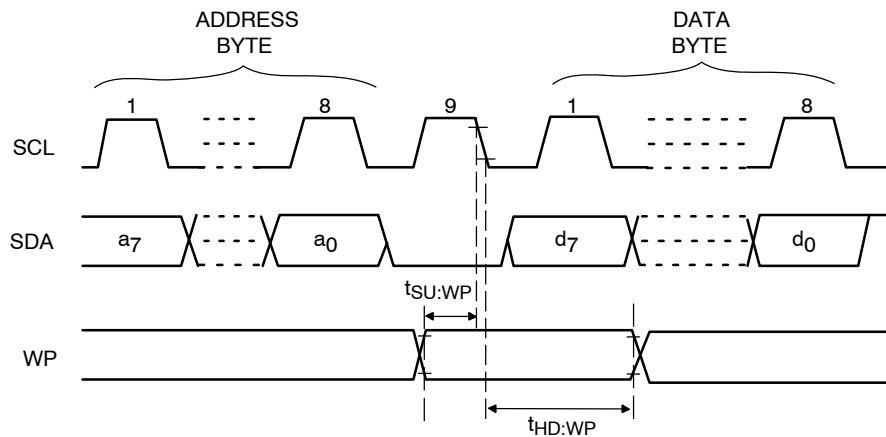 ADDRESS
BYTE
DATA
BYTE
1 8 9 1 8
SCL
SDA a7 a0 d7 d0
tSU:WP
WP
tHD:WP